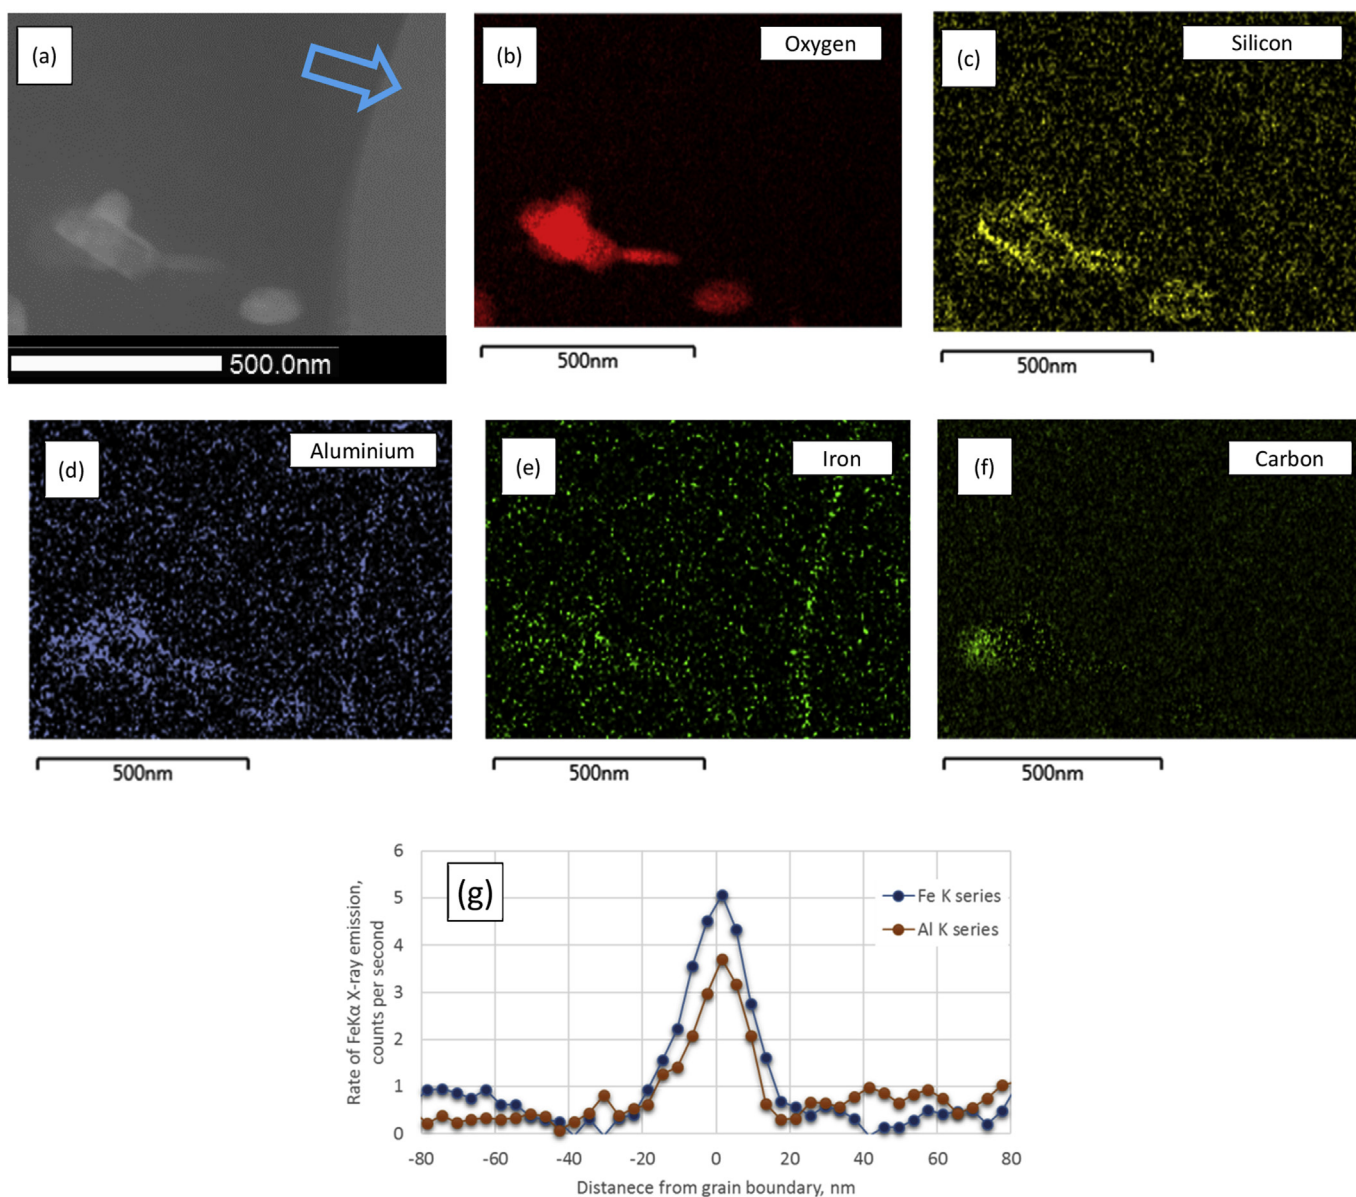 (a)
500.0nm
(b)
Oxygen
500nm
(c)
Silicon
500nm
(d)
Aluminium
500nm
(e)
Iron
500nm
(f)
Carbon
500nm
(g)
Rate of FeKα X-ray emission,
counts per second
6
5
4
3
2
1
0
Fe K series
Al K series
-80 -60 -40 -20 0 20 40 60 80
Distanece from grain boundary, nm